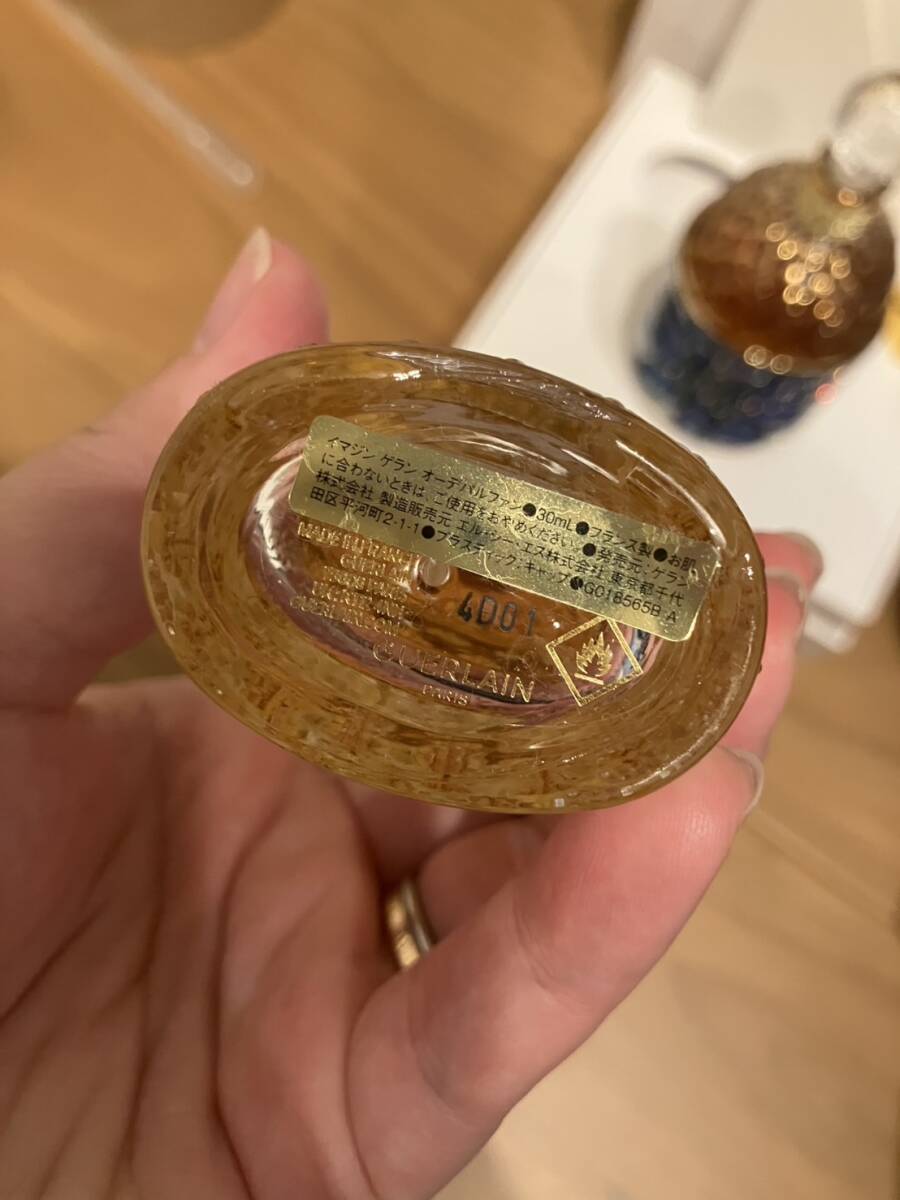 イマジン ゲラン オーデパルファン●30mL●フランス製●お肌
に合わないときは、ご使用をおやめください。●発売元:ゲラン
株式会社 製造販売元 エル・シー・エス株式会社 東京都千代
田区平河町2-1-1●プラスティック:キャップ●G018565B-A
MADE IN
4D01
GUERLAIN
PARIS